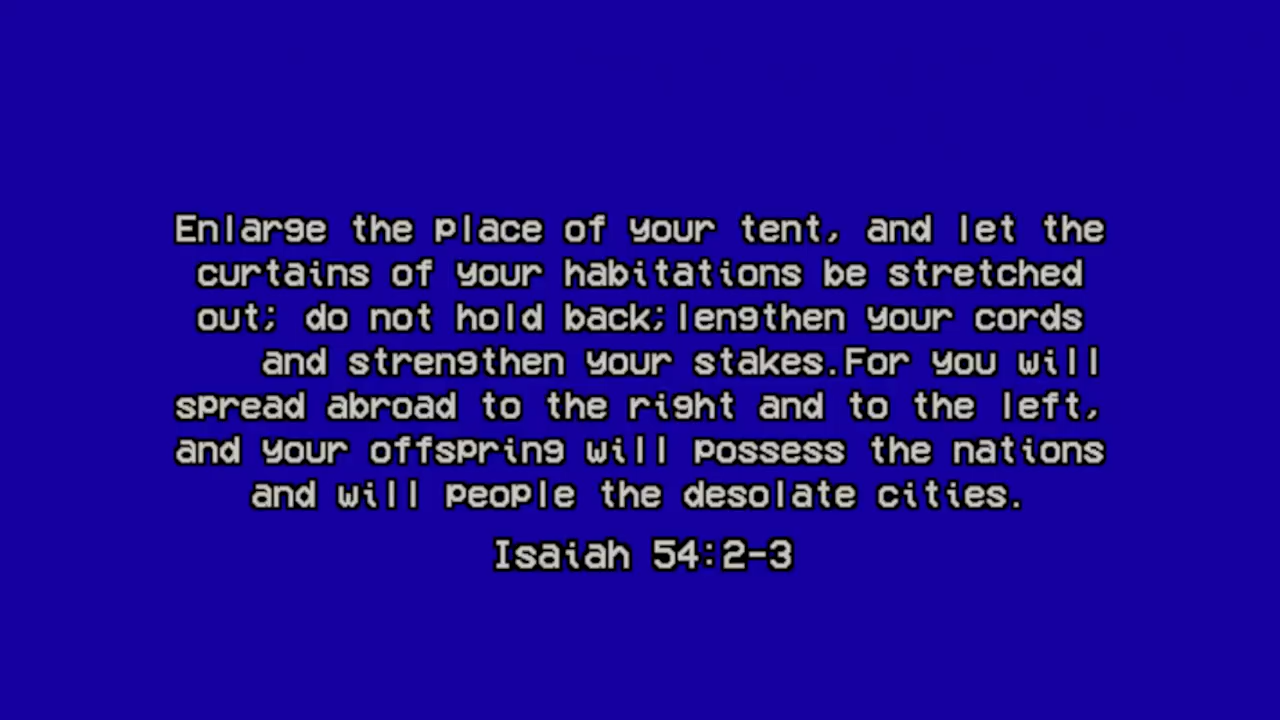 Enlarge the place of your tent, and let the
curtains of your habitations be stretched
out; do not hold back;lengthen your cords
and strengthen your stakes.For you will
spread abroad to the right and to the left,
and your offspring will possess the nations
and will people the desolate cities.
Isaiah 54:2-3